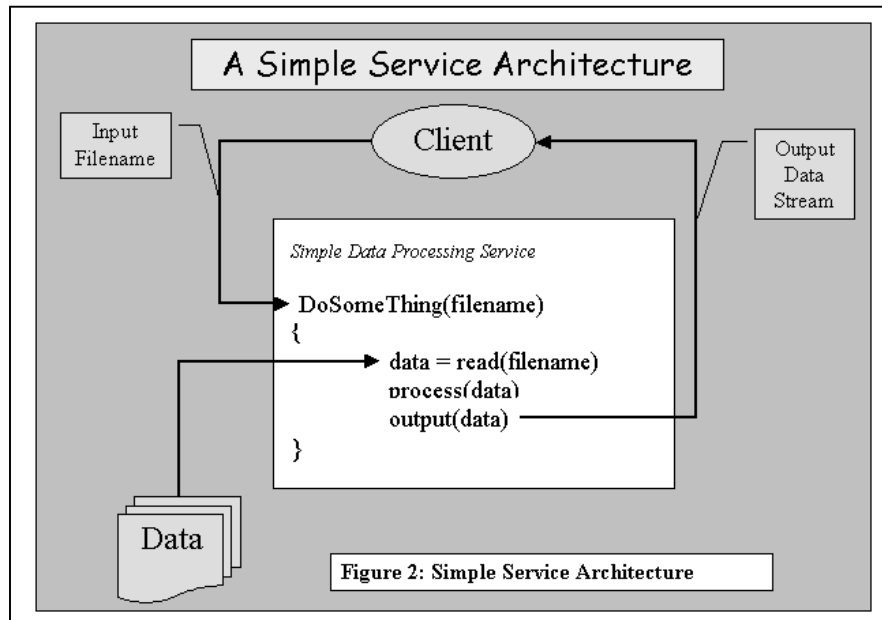 A Simple Service Architecture
Input
Filename
Client
Output
Data
Stream
Simple Data Processing Service
DoSomeThing(filename)
{
data = read(filename)
process(data)
output(data)
}
Data
Figure 2: Simple Service Architecture